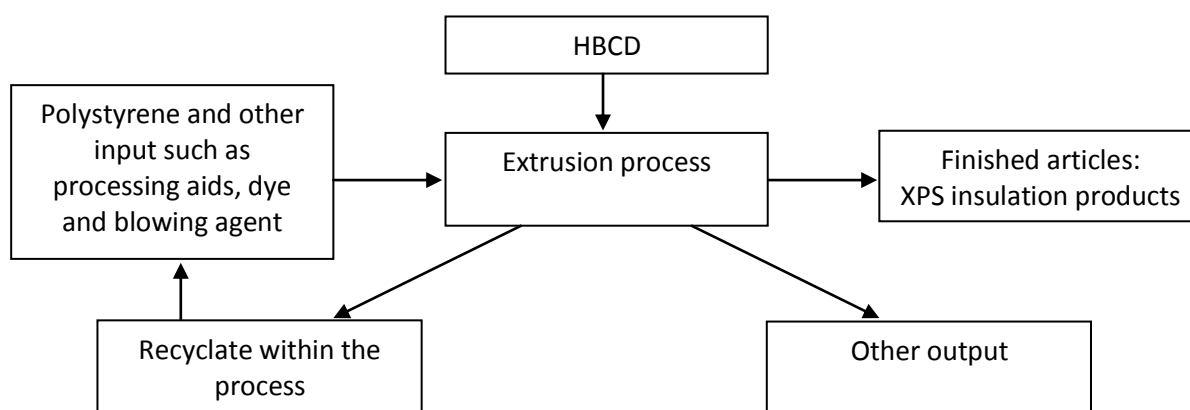 HBCD
Polystyrene and other
input such as
processing aids, dye
and blowing agent
Extrusion process
Finished articles:
XPS insulation products
Recyclate within the
process
Other output